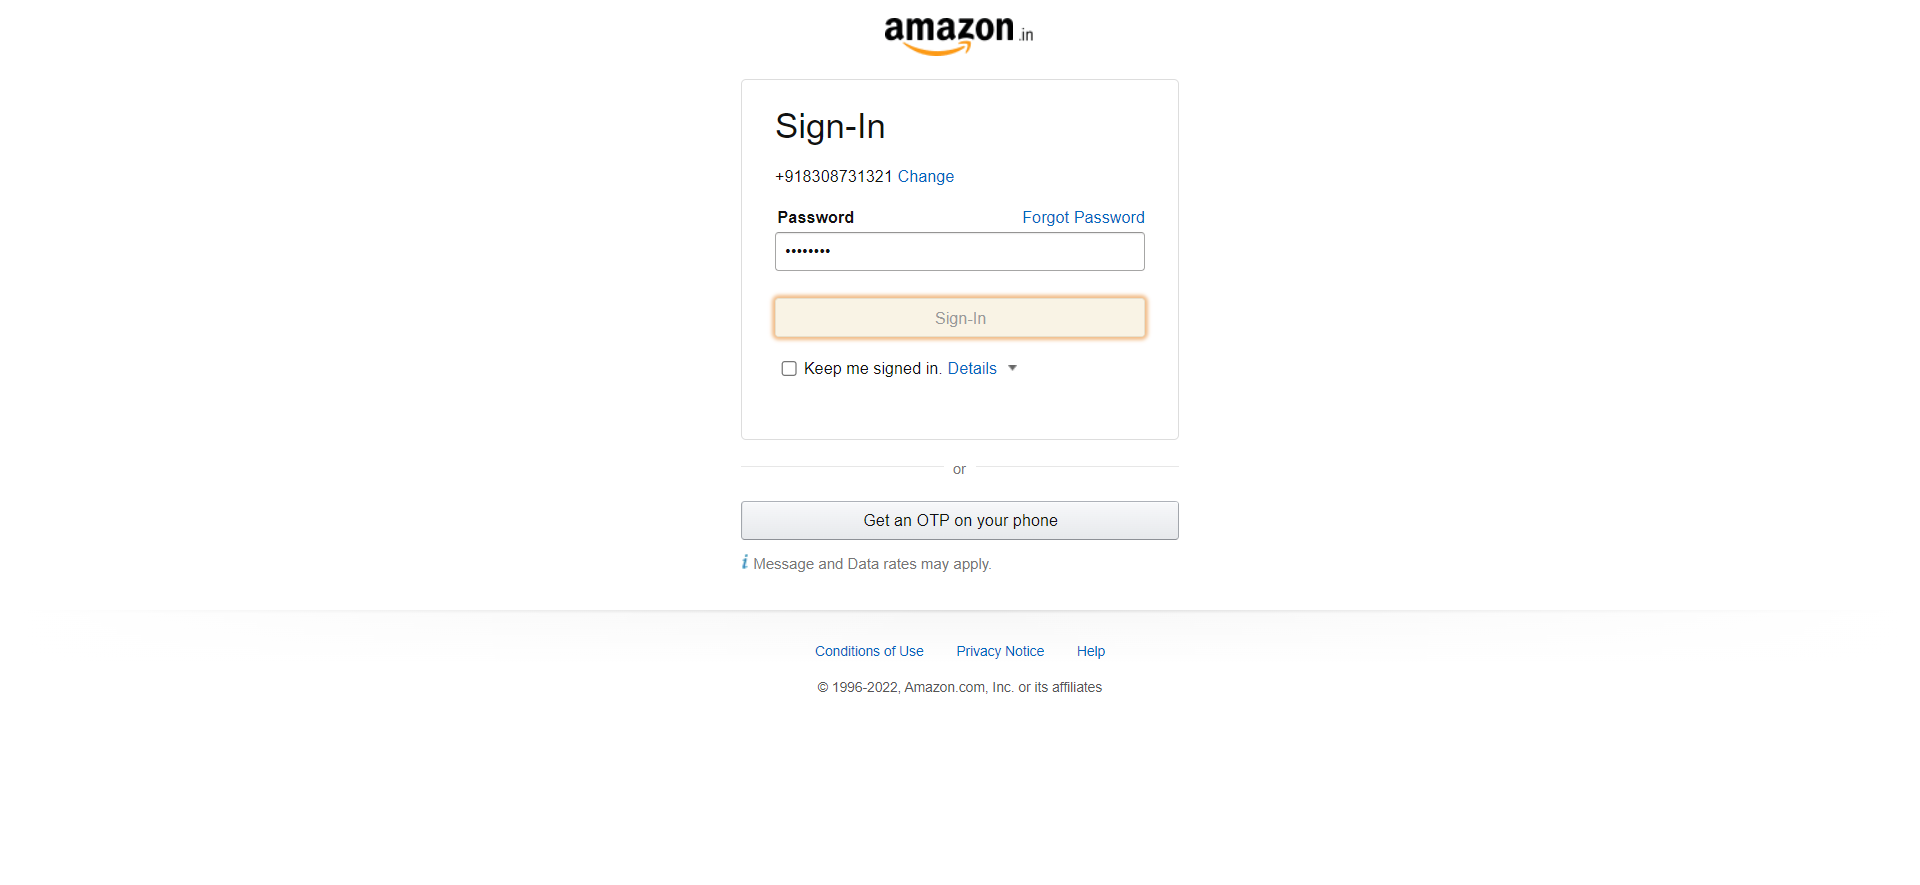 amazon.in
Sign-In
+918308731321 Change
Password Forgot Password
••••••••
Sign-In
Keep me signed in. Details
or
Get an OTP on your phone
i Message and Data rates may apply.
Conditions of Use Privacy Notice Help
© 1996-2022, Amazon.com, Inc. or its affiliates